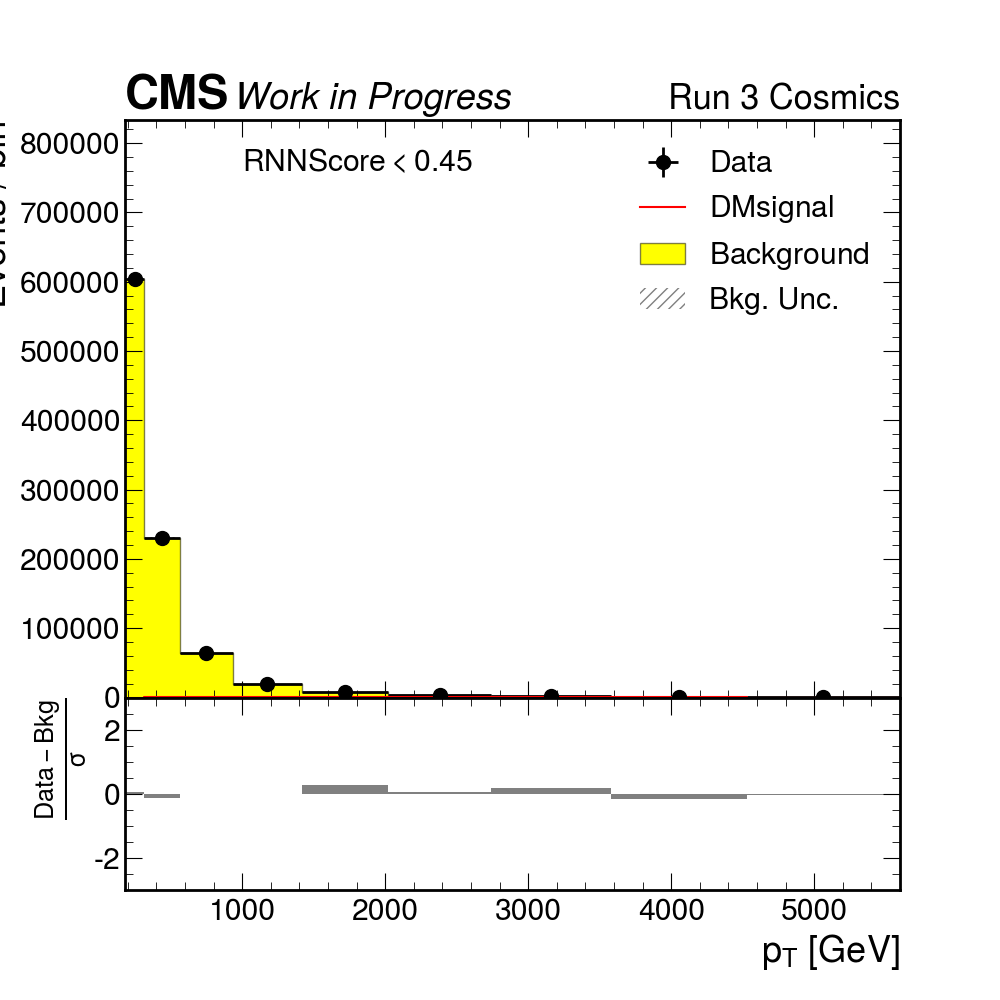 CMS Work in Progress
Run 3 Cosmics
RNNScore < 0.45
Data
DMsignal
Background
Bkg. Unc.
800000
700000
600000
500000
400000
300000
200000
100000
0
Data – Bkg
σ
2
0
-2
1000 2000 3000 4000 5000
pT [GeV]